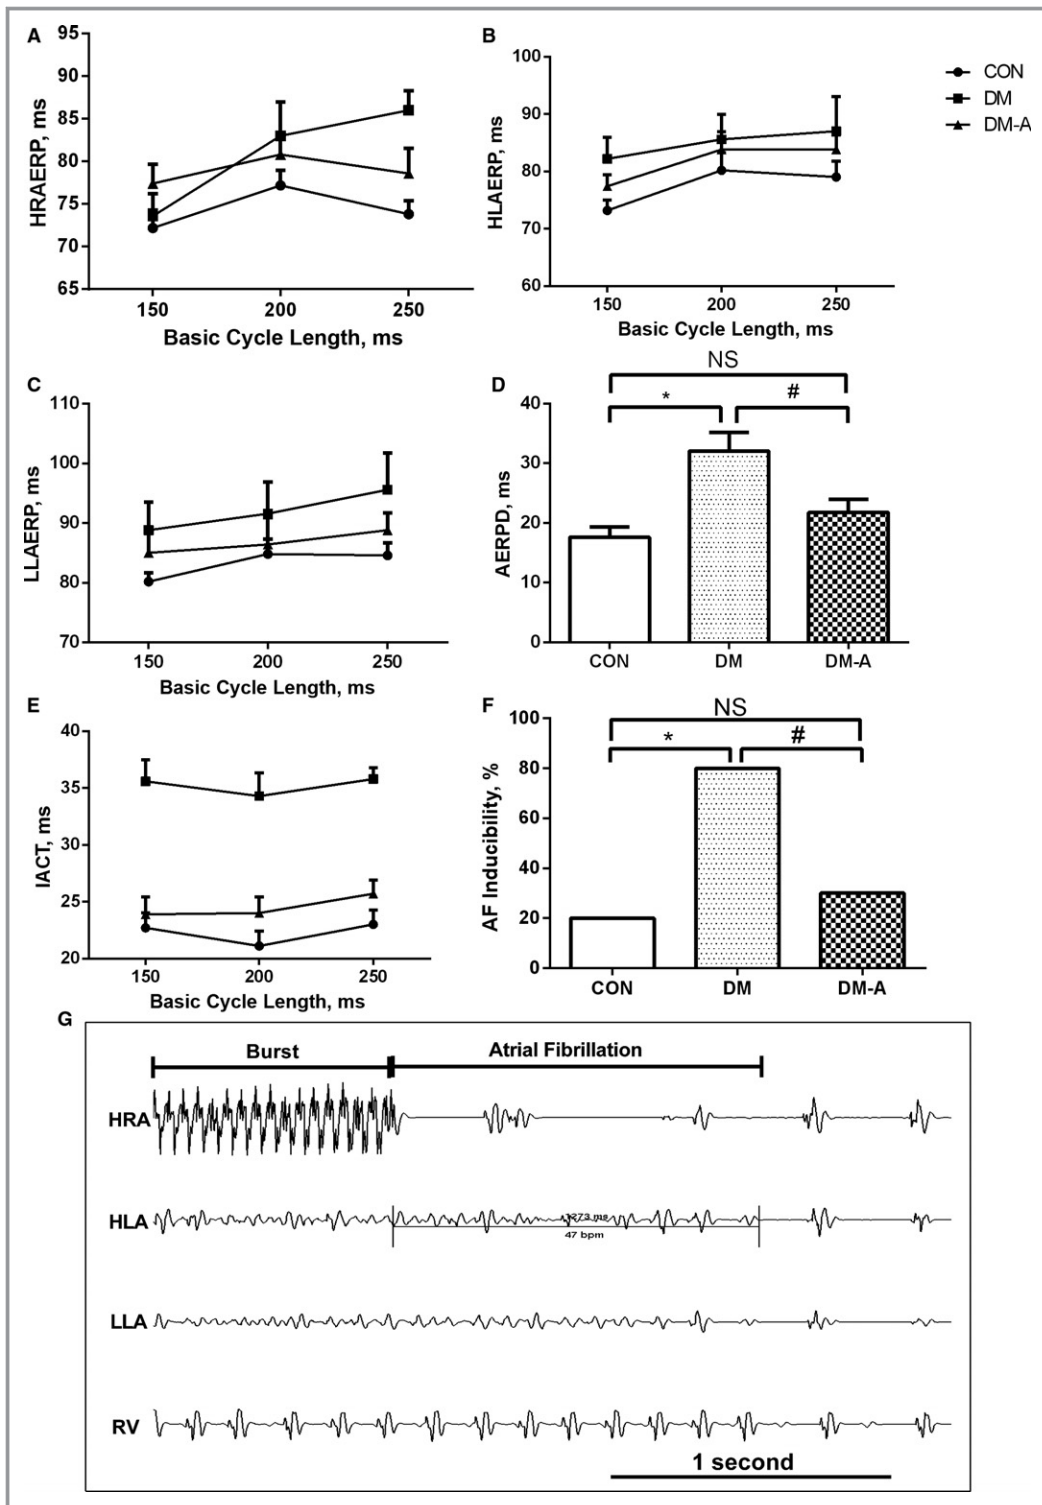 A
95
90
85
80
75
70
65
HRAERP, ms
150 200 250
Basic Cycle Length, ms
B
100
90
80
70
60
HLAERP, ms
150 200 250
Basic Cycle Length, ms
CON
DM
DM-A
C
110
100
90
80
70
LLAERP, ms
150 200 250
Basic Cycle Length, ms
D
NS
* #
40
30
20
10
0
AERPD, ms
CON DM DM-A
E
40
35
30
25
20
IACT, ms
150 200 250
Basic Cycle Length, ms
F
NS
* #
100
80
60
40
20
0
AF Inducibility, %
CON DM DM-A
G
Burst Atrial Fibrillation
HRA
HLA
1273 ms
47 bpm
LLA
RV
1 second